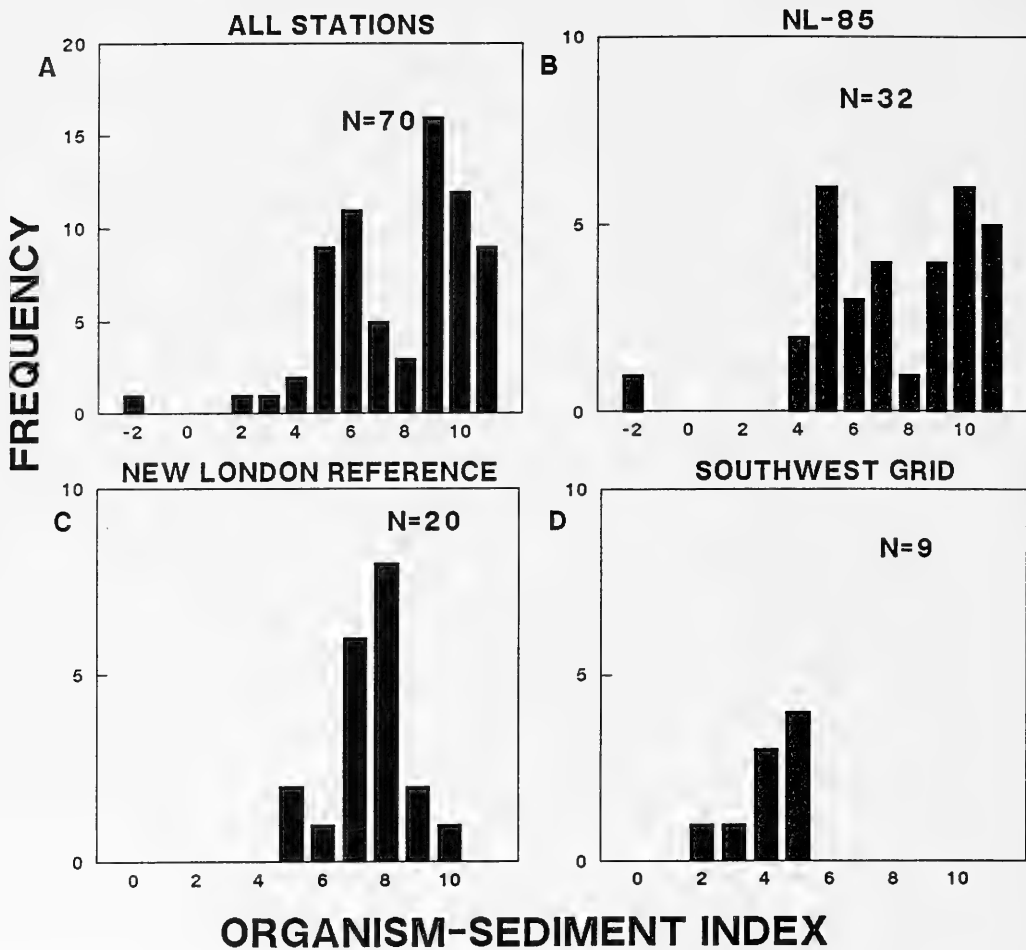 ALL STATIONS
A
N=70
20
15
10
5
0
-2 0 2 4 6 8 10
NL-85
B
N=32
10
5
0
-2 0 2 4 6 8 10
FREQUENCY
NEW LONDON REFERENCE
C
N=20
10
5
0
0 2 4 6 8 10
SOUTHWEST GRID
D
N=9
10
5
0
0 2 4 6 8 10
ORGANISM-SEDIMENT INDEX